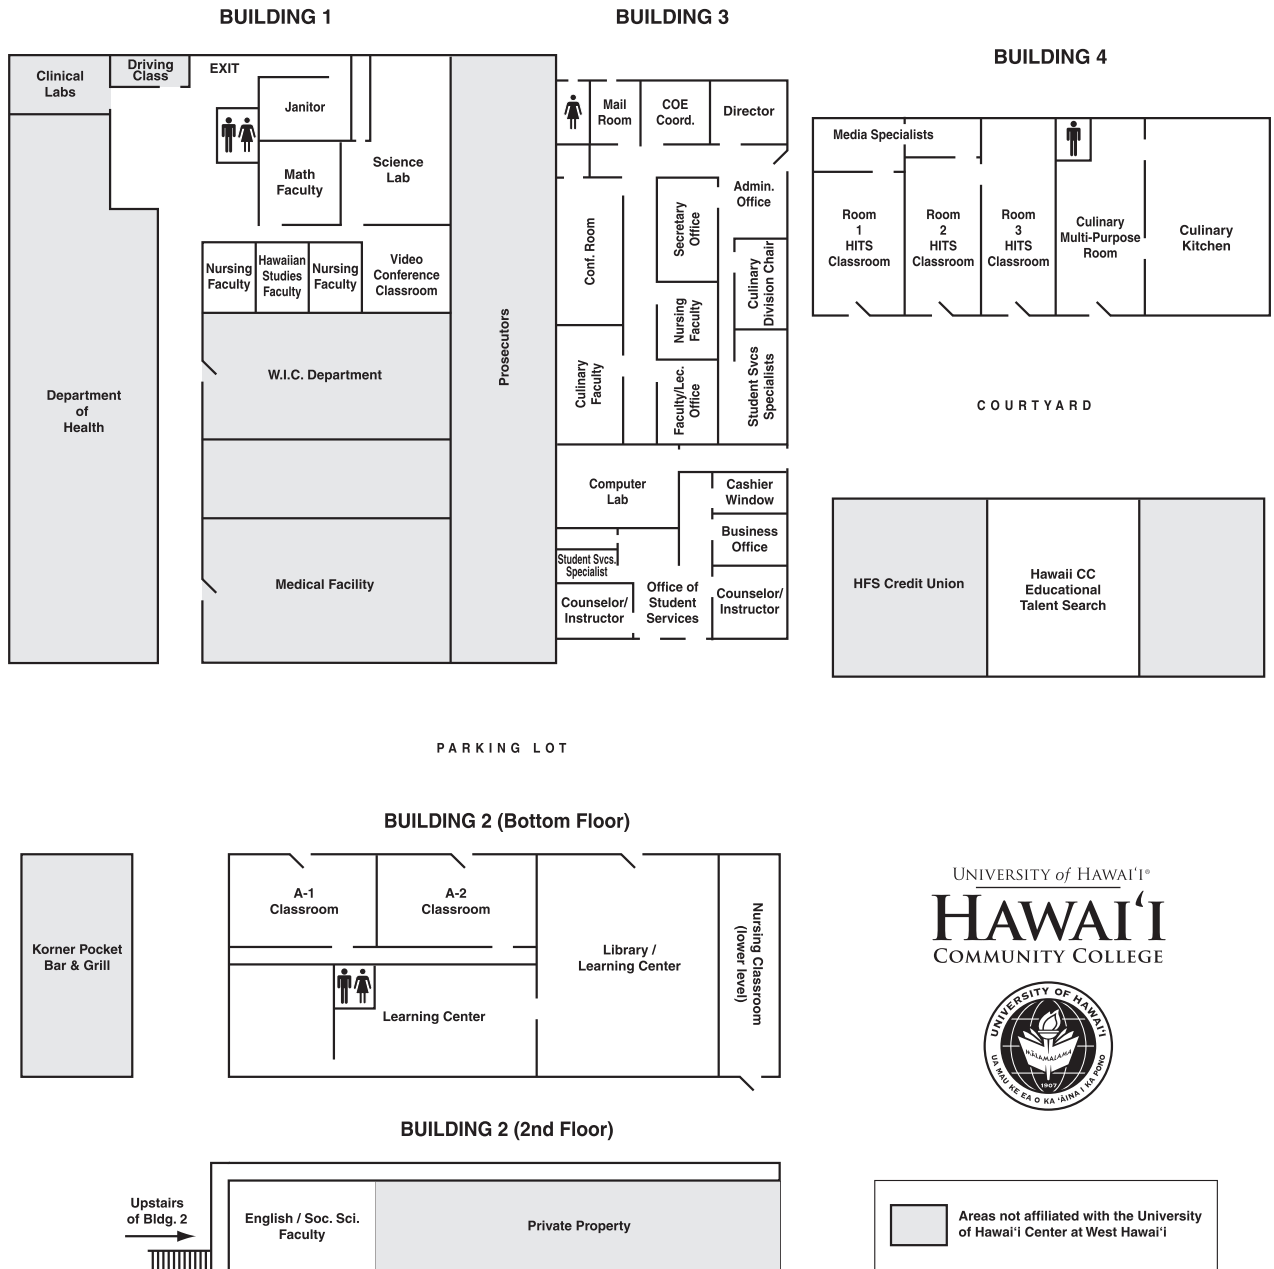 BUILDING 1
BUILDING 3
BUILDING 4
Clinical
Labs
Driving
Class
EXIT
Janitor
Math
Faculty
Science
Lab
Nursing
Faculty
Hawaiian
Studies
Faculty
Nursing
Faculty
Video
Conference
Classroom
W.I.C. Department
Department
of
Health
Medical Facility
Prosecutors
Mail
Room
COE
Coord.
Director
Admin.
Office
Conf. Room
Secretary
Office
Culinary
Division Chair
Nursing
Faculty
Culinary
Faculty
Faculty/Lec.
Office
Student Svcs
Specialists
Computer
Lab
Cashier
Window
Business
Office
Student Svcs.
Specialist
Counselor/
Instructor
Office of
Student
Services
Counselor/
Instructor
Media Specialists
Room
1
HITS
Classroom
Room
2
HITS
Classroom
Room
3
HITS
Classroom
Culinary
Multi-Purpose
Room
Culinary
Kitchen
COURTYARD
HFS Credit Union
Hawaii CC
Educational
Talent Search
PARKING LOT
BUILDING 2 (Bottom Floor)
Korner Pocket
Bar & Grill
A-1
Classroom
A-2
Classroom
Library /
Learning Center
Nursing Classroom
(lower level)
Learning Center
UNIVERSITY of HAWAIʻI®
HAWAIʻI
COMMUNITY COLLEGE
UNIVERSITY OF HAWAIʻI
MALAMALAMA
1907
UA MAU KE EA O KA ʻĀINA I KA PONO
BUILDING 2 (2nd Floor)
Upstairs
of Bldg. 2
English / Soc. Sci.
Faculty
Private Property
Areas not affiliated with the University
of Hawaiʻi Center at West Hawaiʻi